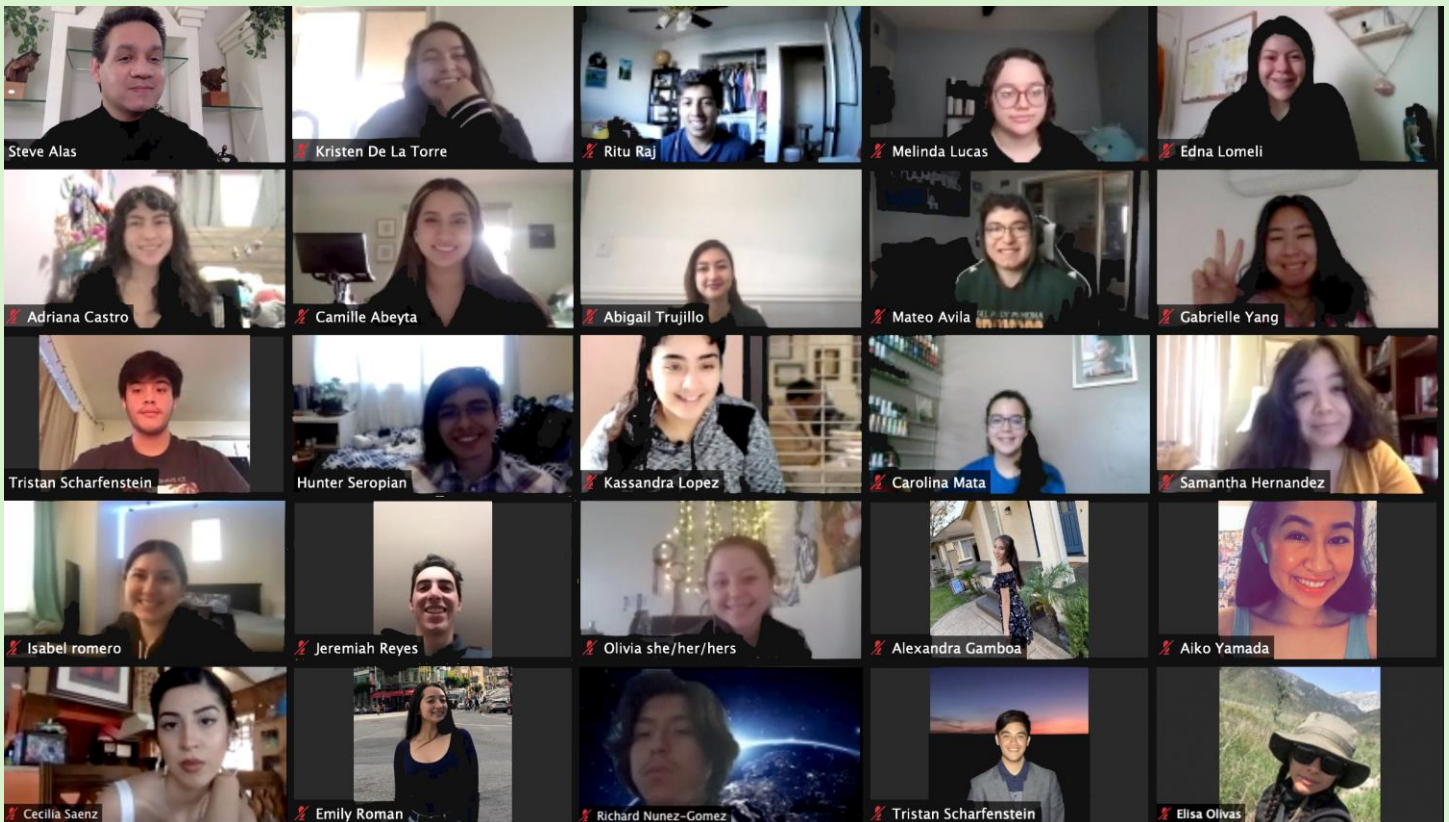 Steve Alas
Kristen De La Torre
Ritu Raj
Melinda Lucas
Edna Lomeli
Adriana Castro
Camille Abeyta
Abigail Trujillo
Mateo Avila
Gabrielle Yang
Tristan Scharfenstein
Hunter Seropian
Kassandra Lopez
Carolina Mata
Samantha Hernandez
Isabel romero
Jeremiah Reyes
Olivia she/her/hers
Alexandra Gamboa
Aiko Yamada
Cecilia Saenz
Emily Roman
Richard Nunez-Gomez
Tristan Scharfenstein
Elisa Olivas